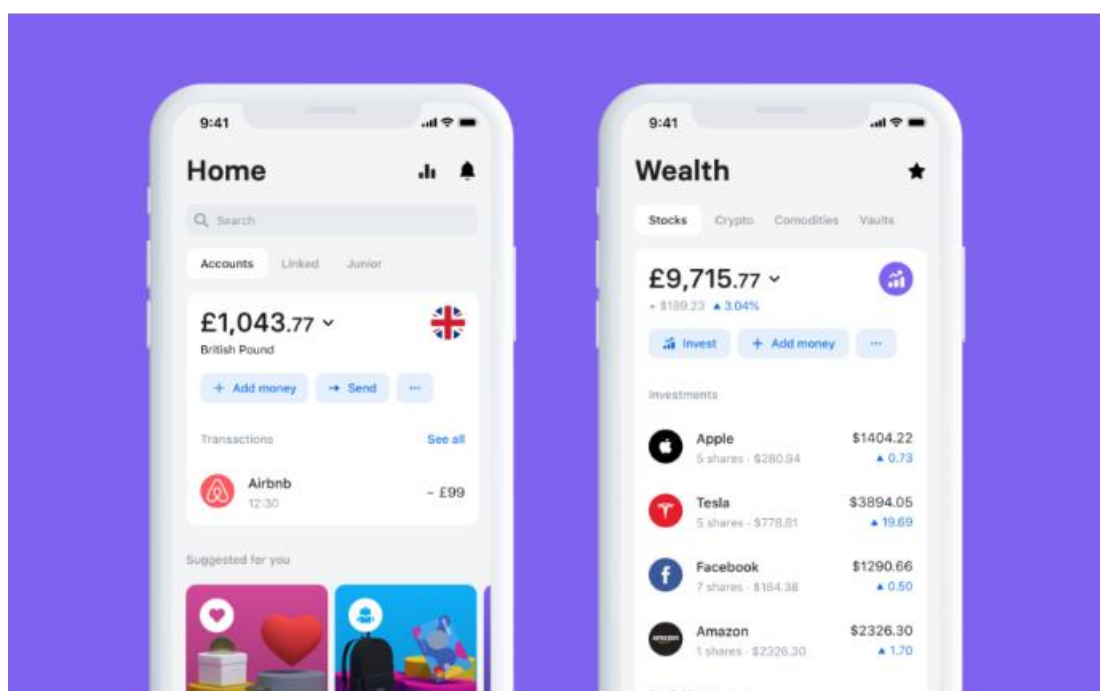 9:41
Home
Search
Accounts Linked Junior
£1,043.77
British Pound
+ Add money → Send ...
Transactions See all
Airbnb
12:30 – £99
Suggested for you
9:41
Wealth
Stocks Crypto Comodities Vaults
£9,715.77
+ $189.23 ▲ 3.04%
Invest + Add money ...
Investments
Apple $1404.22
5 shares · $280.94 ▲ 0.73
Tesla $3894.05
5 shares · $778.81 ▲ 19.69
Facebook $1290.66
7 shares · $184.38 ▲ 0.50
amazon
Amazon $2326.30
1 shares · $2326.30 ▲ 1.70